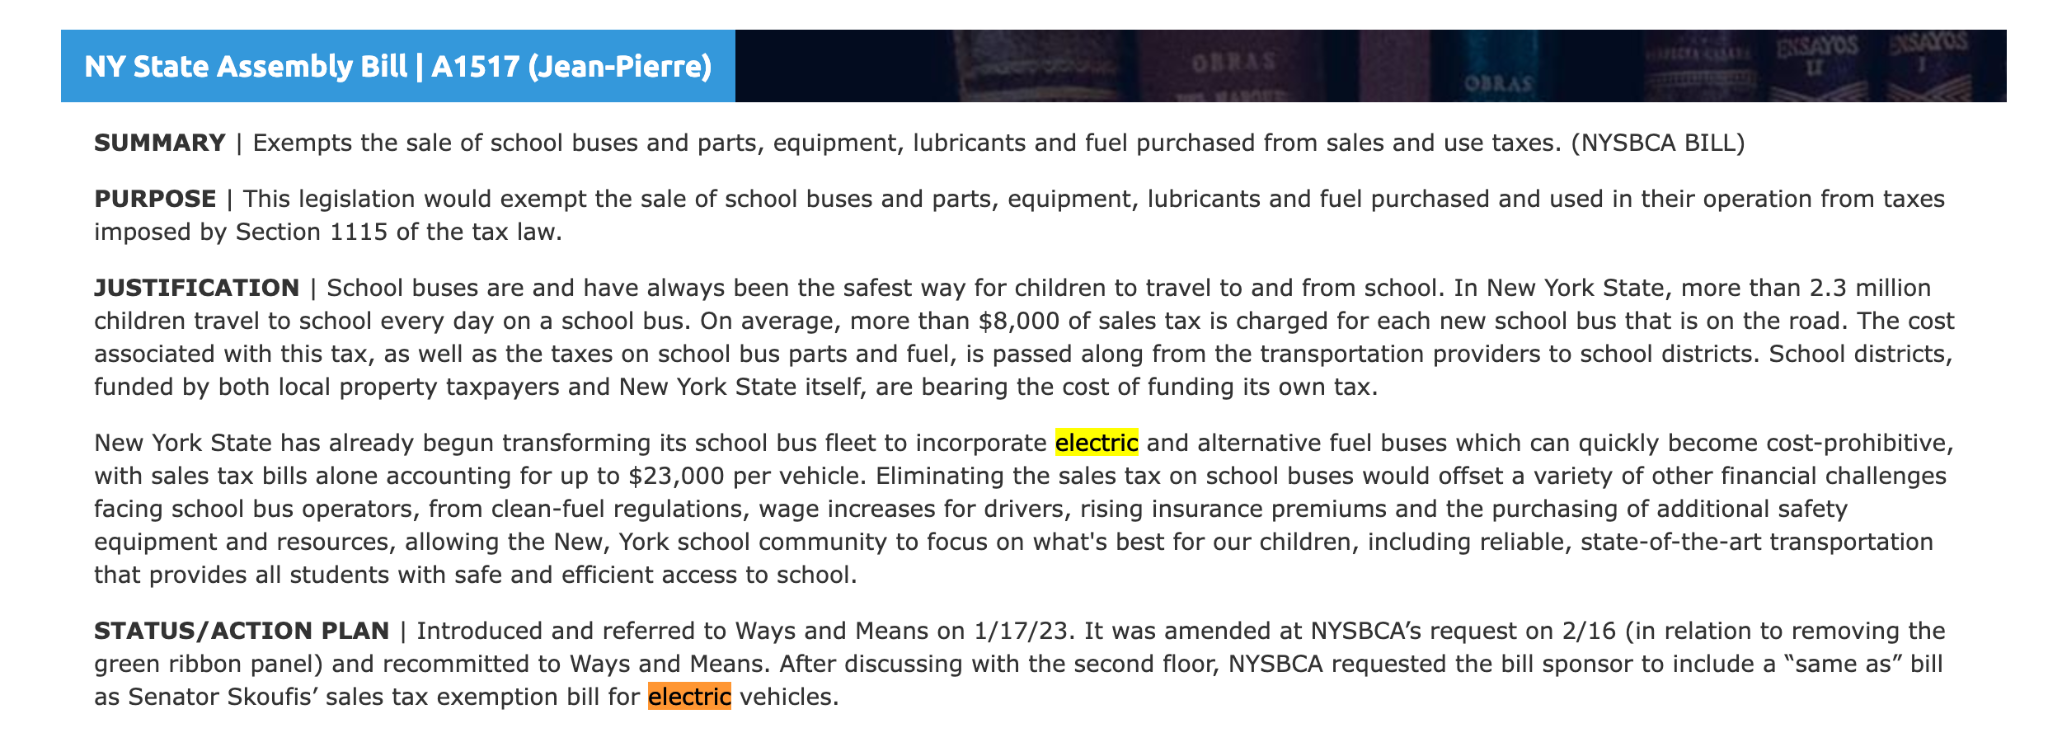 NY State Assembly Bill | A1517 (Jean-Pierre)
OBRAS
OBRAS
ENSAYOS
II
ENSAYOS
I
SUMMARY | Exempts the sale of school buses and parts, equipment, lubricants and fuel purchased from sales and use taxes. (NYSBCA BILL)
PURPOSE | This legislation would exempt the sale of school buses and parts, equipment, lubricants and fuel purchased and used in their operation from taxes
imposed by Section 1115 of the tax law.
JUSTIFICATION | School buses are and have always been the safest way for children to travel to and from school. In New York State, more than 2.3 million
children travel to school every day on a school bus. On average, more than $8,000 of sales tax is charged for each new school bus that is on the road. The cost
associated with this tax, as well as the taxes on school bus parts and fuel, is passed along from the transportation providers to school districts. School districts,
funded by both local property taxpayers and New York State itself, are bearing the cost of funding its own tax.
New York State has already begun transforming its school bus fleet to incorporate electric and alternative fuel buses which can quickly become cost-prohibitive,
with sales tax bills alone accounting for up to $23,000 per vehicle. Eliminating the sales tax on school buses would offset a variety of other financial challenges
facing school bus operators, from clean-fuel regulations, wage increases for drivers, rising insurance premiums and the purchasing of additional safety
equipment and resources, allowing the New, York school community to focus on what's best for our children, including reliable, state-of-the-art transportation
that provides all students with safe and efficient access to school.
STATUS/ACTION PLAN | Introduced and referred to Ways and Means on 1/17/23. It was amended at NYSBCA’s request on 2/16 (in relation to removing the
green ribbon panel) and recommitted to Ways and Means. After discussing with the second floor, NYSBCA requested the bill sponsor to include a “same as” bill
as Senator Skoufis’ sales tax exemption bill for electric vehicles.